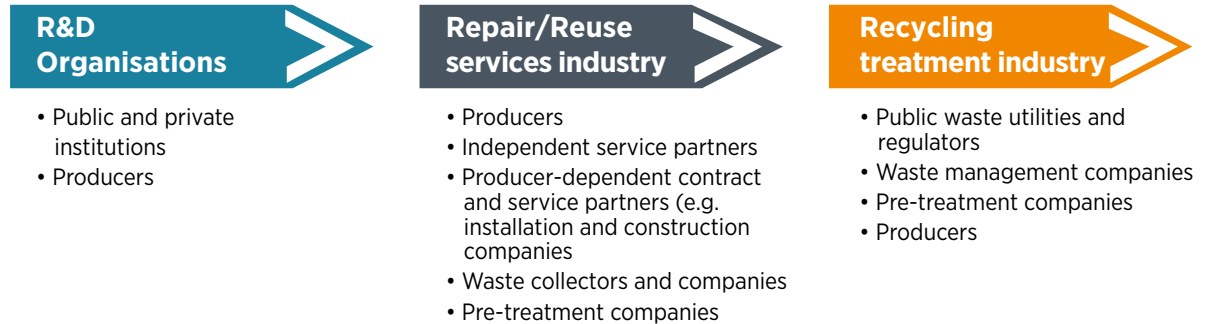 R&D
Organisations
• Public and private
institutions
• Producers
Repair/Reuse
services industry
• Producers
• Independent service partners
• Producer-dependent contract
and service partners (e.g.
installation and construction
companies
• Waste collectors and companies
• Pre-treatment companies
Recycling
treatment industry
• Public waste utilities and
regulators
• Waste management companies
• Pre-treatment companies
• Producers